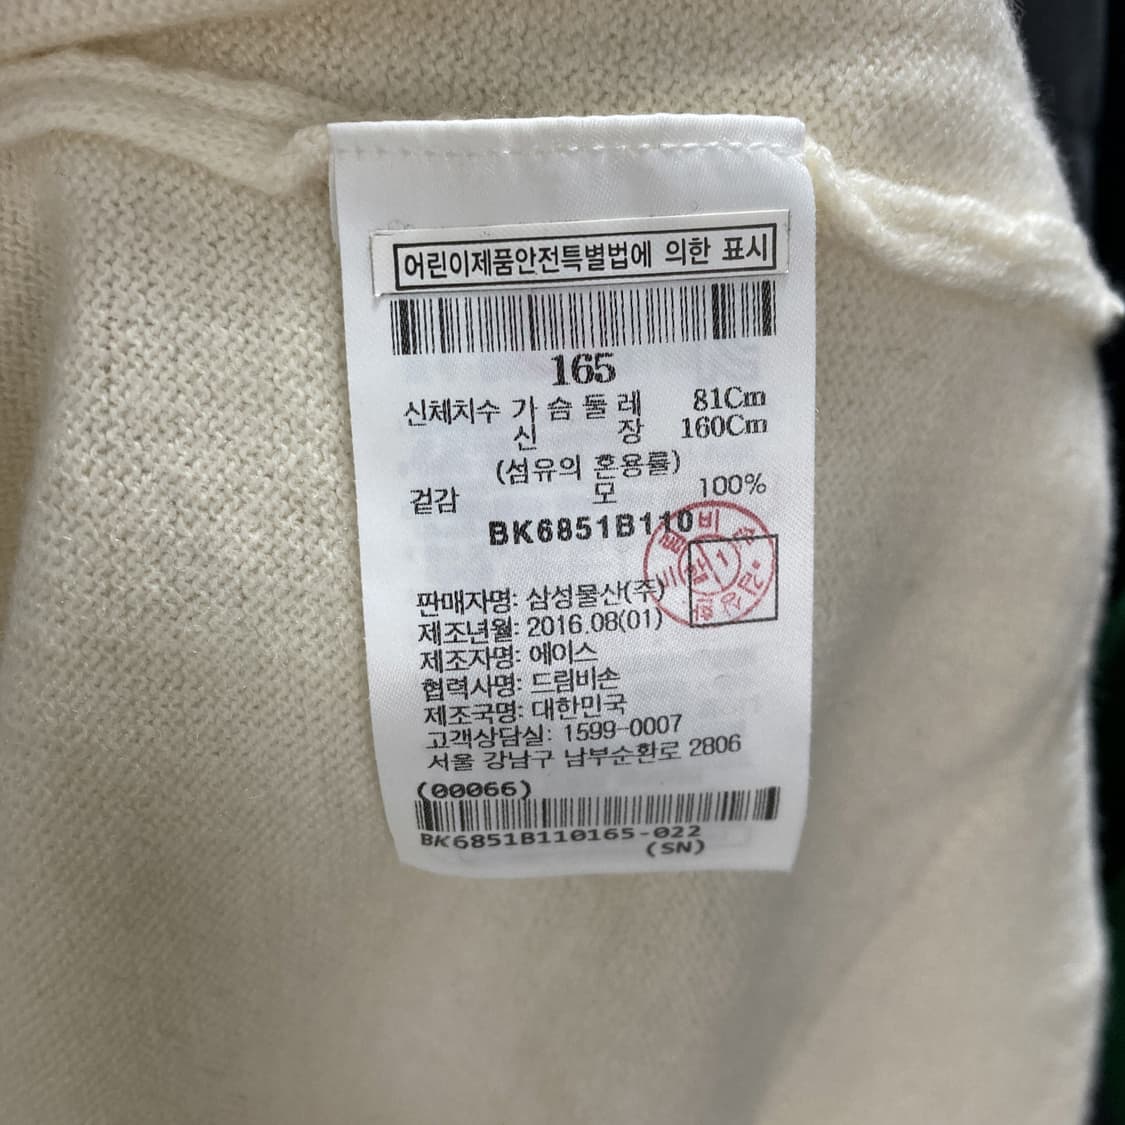 어린이제품안전특별법에 의한 표시
165
신체치수 가슴둘레 81Cm
신 장 160Cm
(섬유의 혼용률)
겉감 모 100%
BK6851B110
판매자명: 삼성물산(주)
제조년월: 2016.08(01)
제조자명: 에이스
협력사명: 드림비손
제조국명: 대한민국
고객상담실: 1599-0007
서울 강남구 남부순환로 2806
(00066)
BK6851B110165-022
(SN)